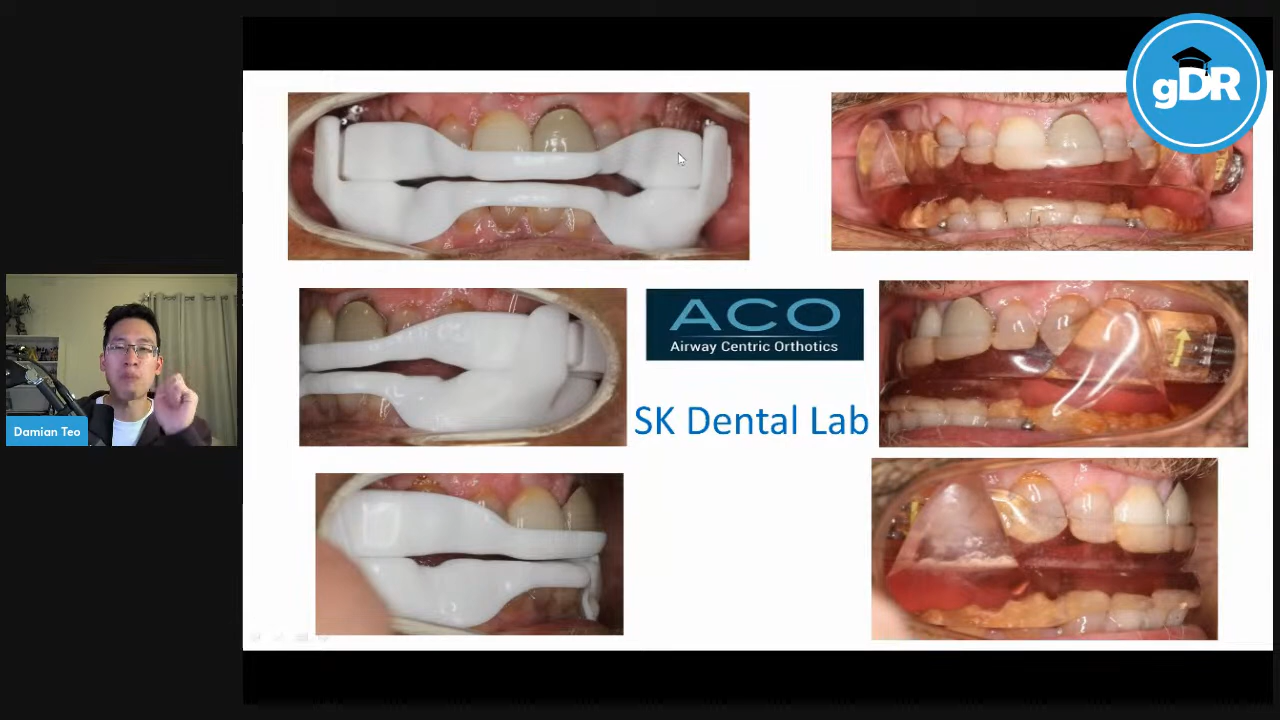 gDR
ACO
Airway Centric Orthotics
SK Dental Lab
Damian Teo